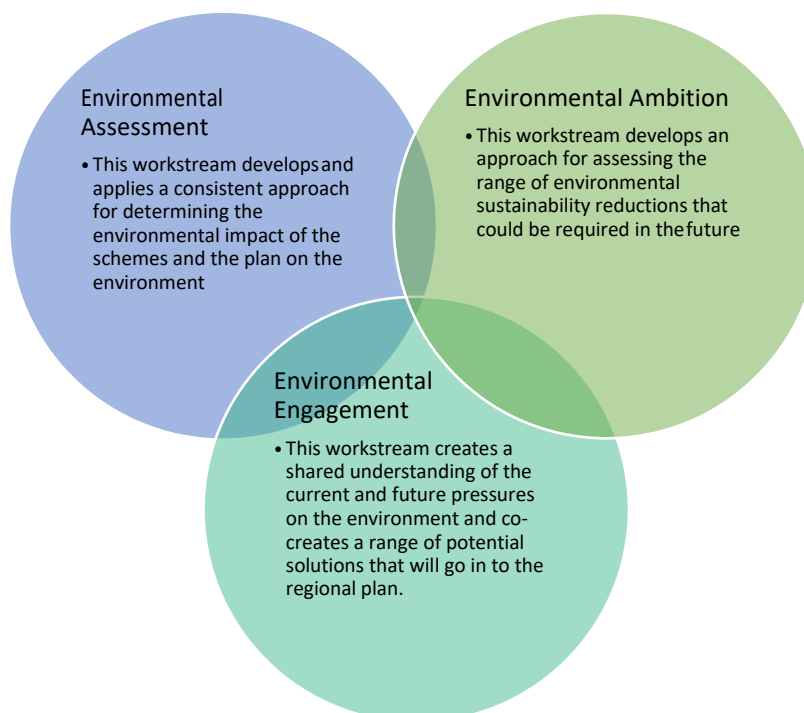 Environmental
Assessment
• This workstream develops and
applies a consistent approach
for determining the
environmental impact of the
schemes and the plan on the
environment
Environmental Ambition
• This workstream develops an
approach for assessing the
range of environmental
sustainability reductions that
could be required in the future
Environmental
Engagement
• This workstream creates a
shared understanding of the
current and future pressures
on the environment and co-
creates a range of potential
solutions that will go in to the
regional plan.